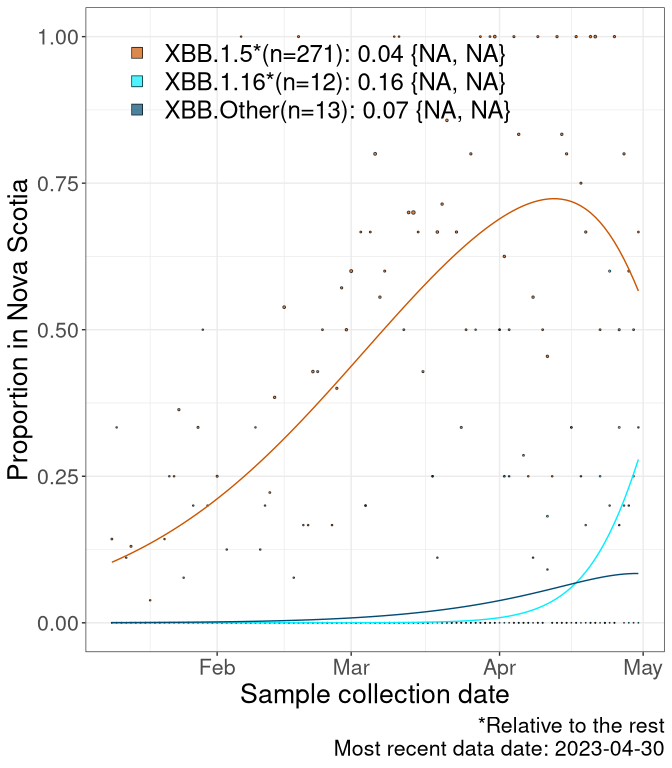 1.00
0.75
0.50
0.25
0.00
Proportion in Nova Scotia
XBB.1.5*(n=271): 0.04 {NA, NA}
XBB.1.16*(n=12): 0.16 {NA, NA}
XBB.Other(n=13): 0.07 {NA, NA}
Feb Mar Apr May
Sample collection date
*Relative to the rest
Most recent data date: 2023-04-30